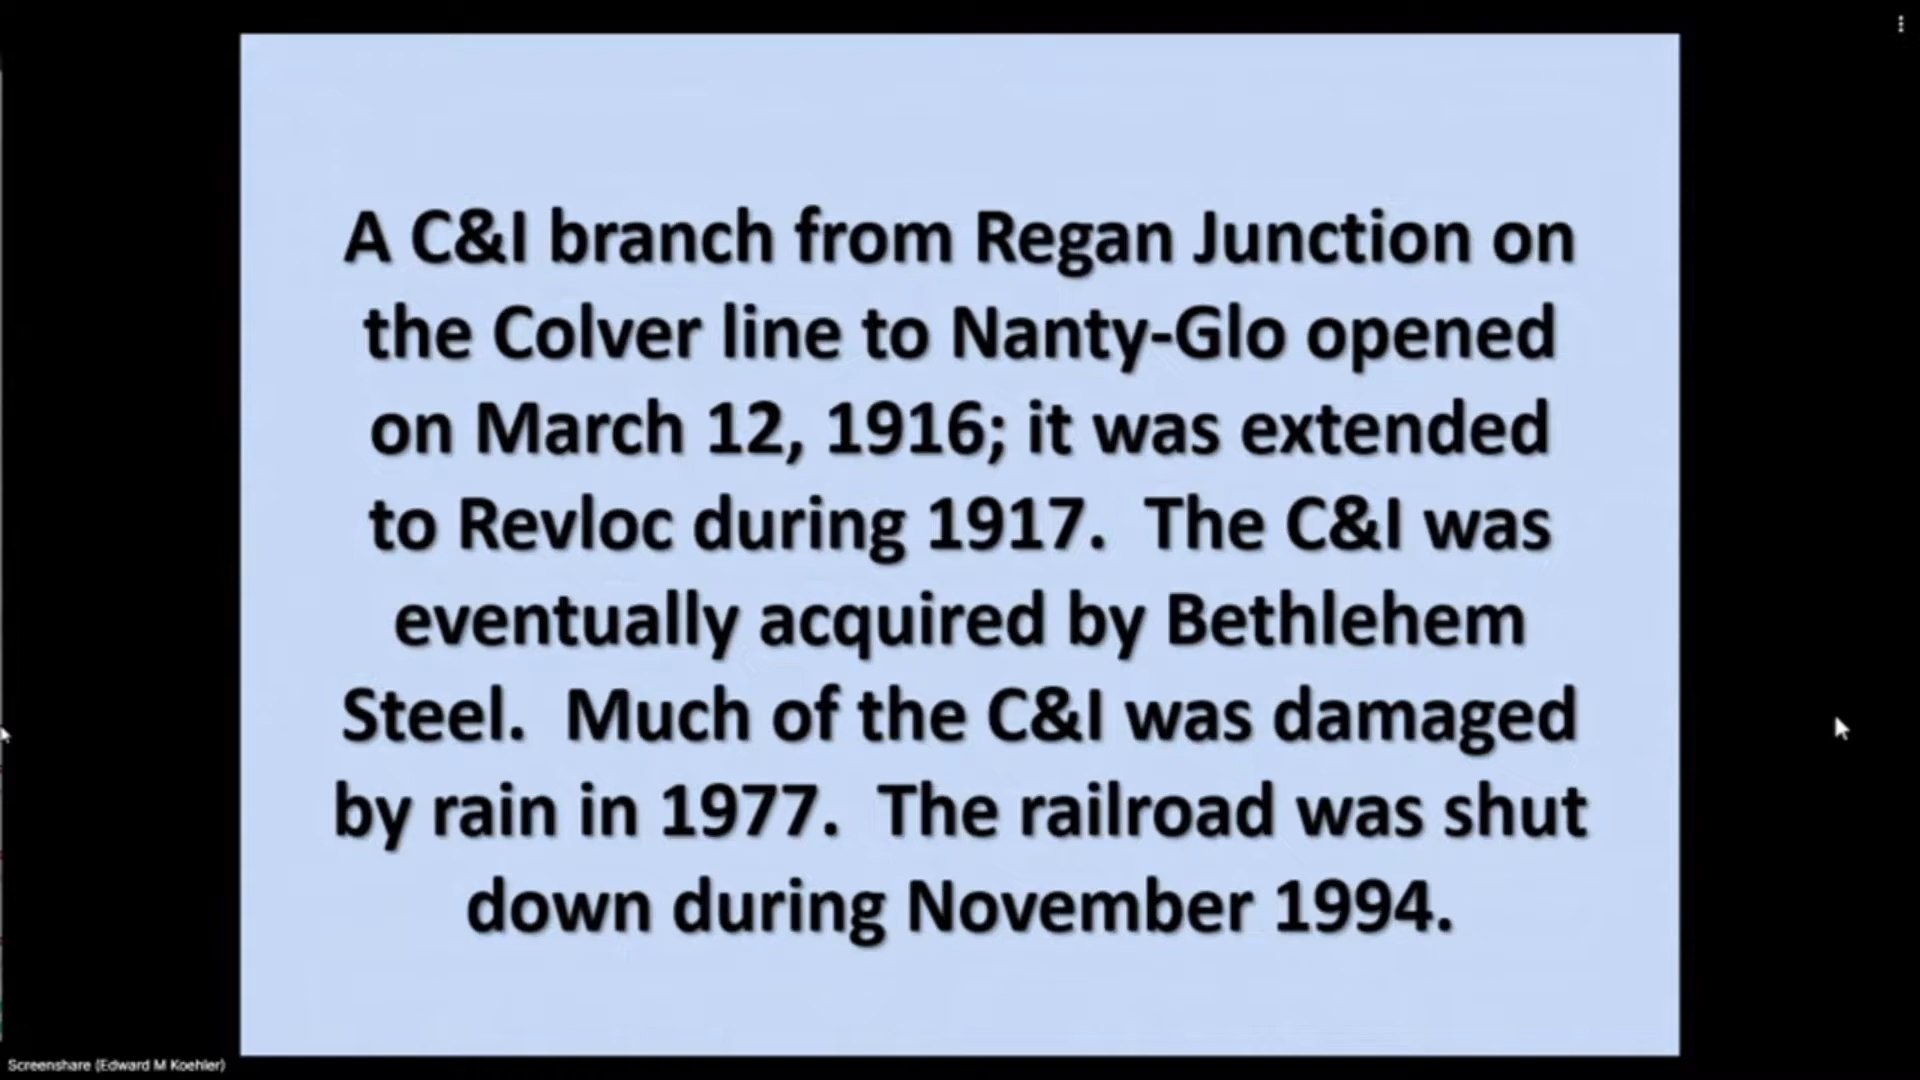 A C&I branch from Regan Junction on
the Colver line to Nanty-Glo opened
on March 12, 1916; it was extended
to Revloc during 1917.  The C&I was
eventually acquired by Bethlehem
Steel.  Much of the C&I was damaged
by rain in 1977.  The railroad was shut
down during November 1994.
Screenshare (Edward M Koehler)